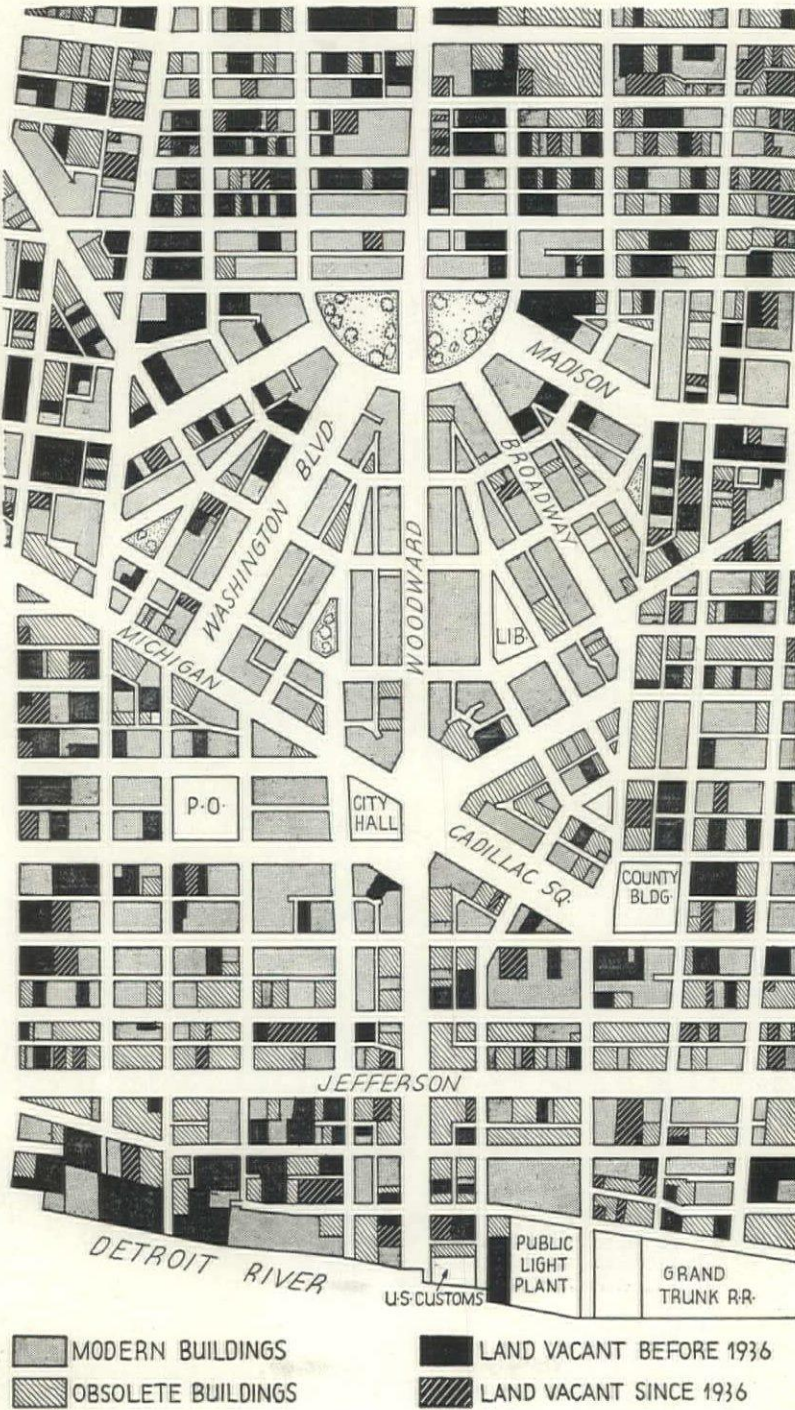 MADISON
BROADWAY
WASHINGTON BLVD.
WOODWARD
LIB.
MICHIGAN
P.O.
CITY
HALL
CADILLAC SQ.
COUNTY
BLDG.
JEFFERSON
DETROIT RIVER
U.S. CUSTOMS
PUBLIC
LIGHT
PLANT
GRAND
TRUNK R.R.
MODERN BUILDINGS
OBSOLETE BUILDINGS
LAND VACANT BEFORE 1936
LAND VACANT SINCE 1936